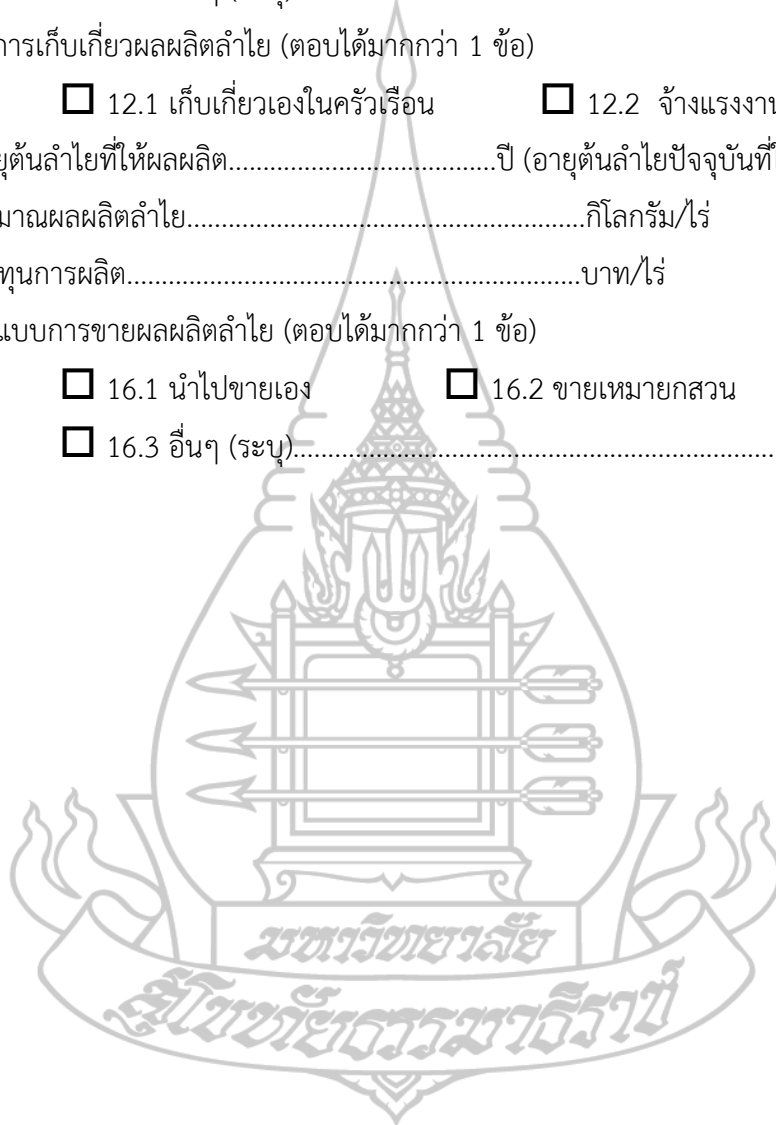 การเก็บเกี่ยวผลผลิตลำไย (ตอบได้มากกว่า 1 ข้อ)
☐ 12.1 เก็บเกี่ยวเองในครัวเรือน ☐ 12.2 จ้างแรงงาน
ยุต้นลำไยที่ให้ผลผลิต.......................................ปี (อายุต้นลำไยปัจจุบันที่ใ
มาณผลผลิตลำไย..........................................................กิโลกรัม/ไร่
ทุนการผลิต..................................................................บาท/ไร่
แบบการขายผลผลิตลำไย (ตอบได้มากกว่า 1 ข้อ)
☐ 16.1 นำไปขายเอง ☐ 16.2 ขายเหมายกสวน
☐ 16.3 อื่นๆ (ระบุ)......................................................................
มหาวิทยาลัย
สุโขทัยธรรมาธิราช